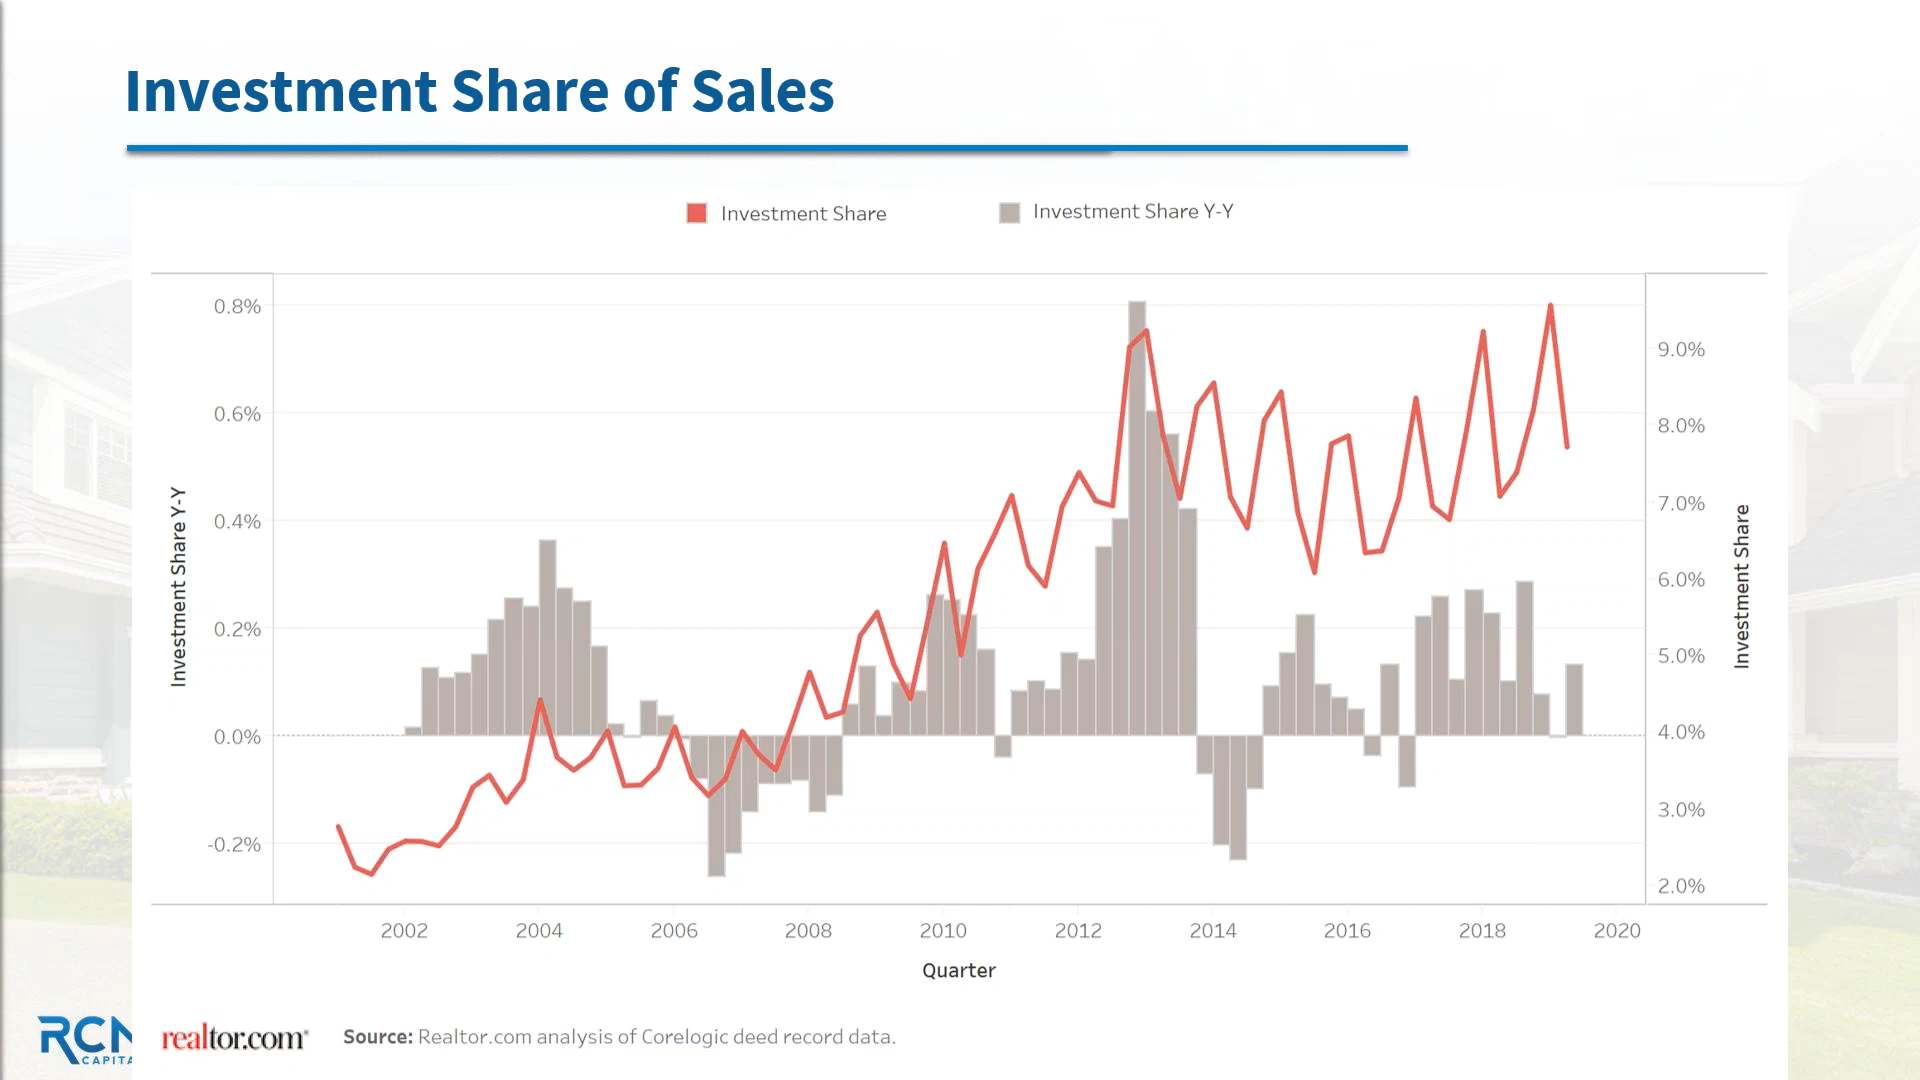 Investment Share of Sales
Investment Share
Investment Share Y-Y
Investment Share Y-Y
0.8%
0.6%
0.4%
0.2%
0.0%
-0.2%
9.0%
8.0%
7.0%
6.0%
5.0%
4.0%
3.0%
2.0%
Investment Share
2002 2004 2006 2008 2010 2012 2014 2016 2018 2020
Quarter
RCN
CAPITA
realtor.com®
Source: Realtor.com analysis of Corelogic deed record data.